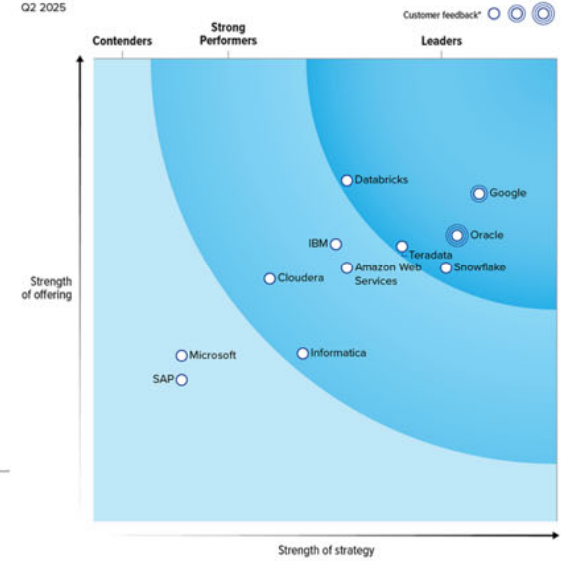 Q2 2025
Customer feedback*
Contenders
Strong
Performers
Leaders
Databricks
Google
Oracle
IBM
Teradata
Amazon Web
Services
Snowflake
Cloudera
Strength
of offering
Microsoft
Informatica
SAP
Strength of strategy